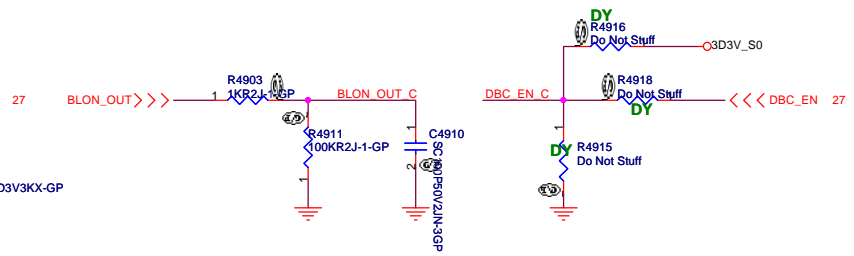 DY
R4916
Do Not Stuff
3D3V_S0
R4903
1KR2J-1-GP
1
27
BLON_OUT
BLON_OUT_C
DBC_EN_C
R4918
Do Not Stuff
DY
DBC_EN
27
R4911
100KR2J-1-GP
1
1
2
C4910
1
DY
R4915
Do Not Stuff
D3V3KX-GP